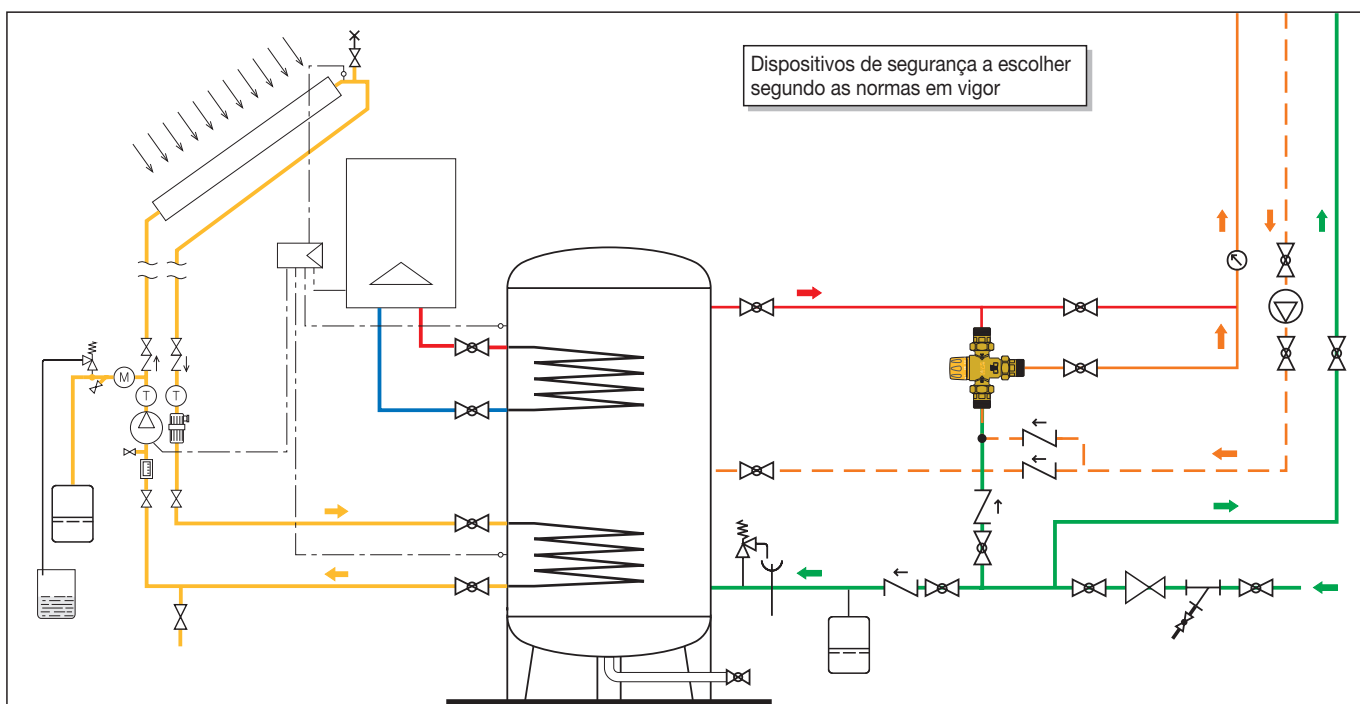 Dispositivos de segurança a escolher
segundo as normas em vigor
M
T
T